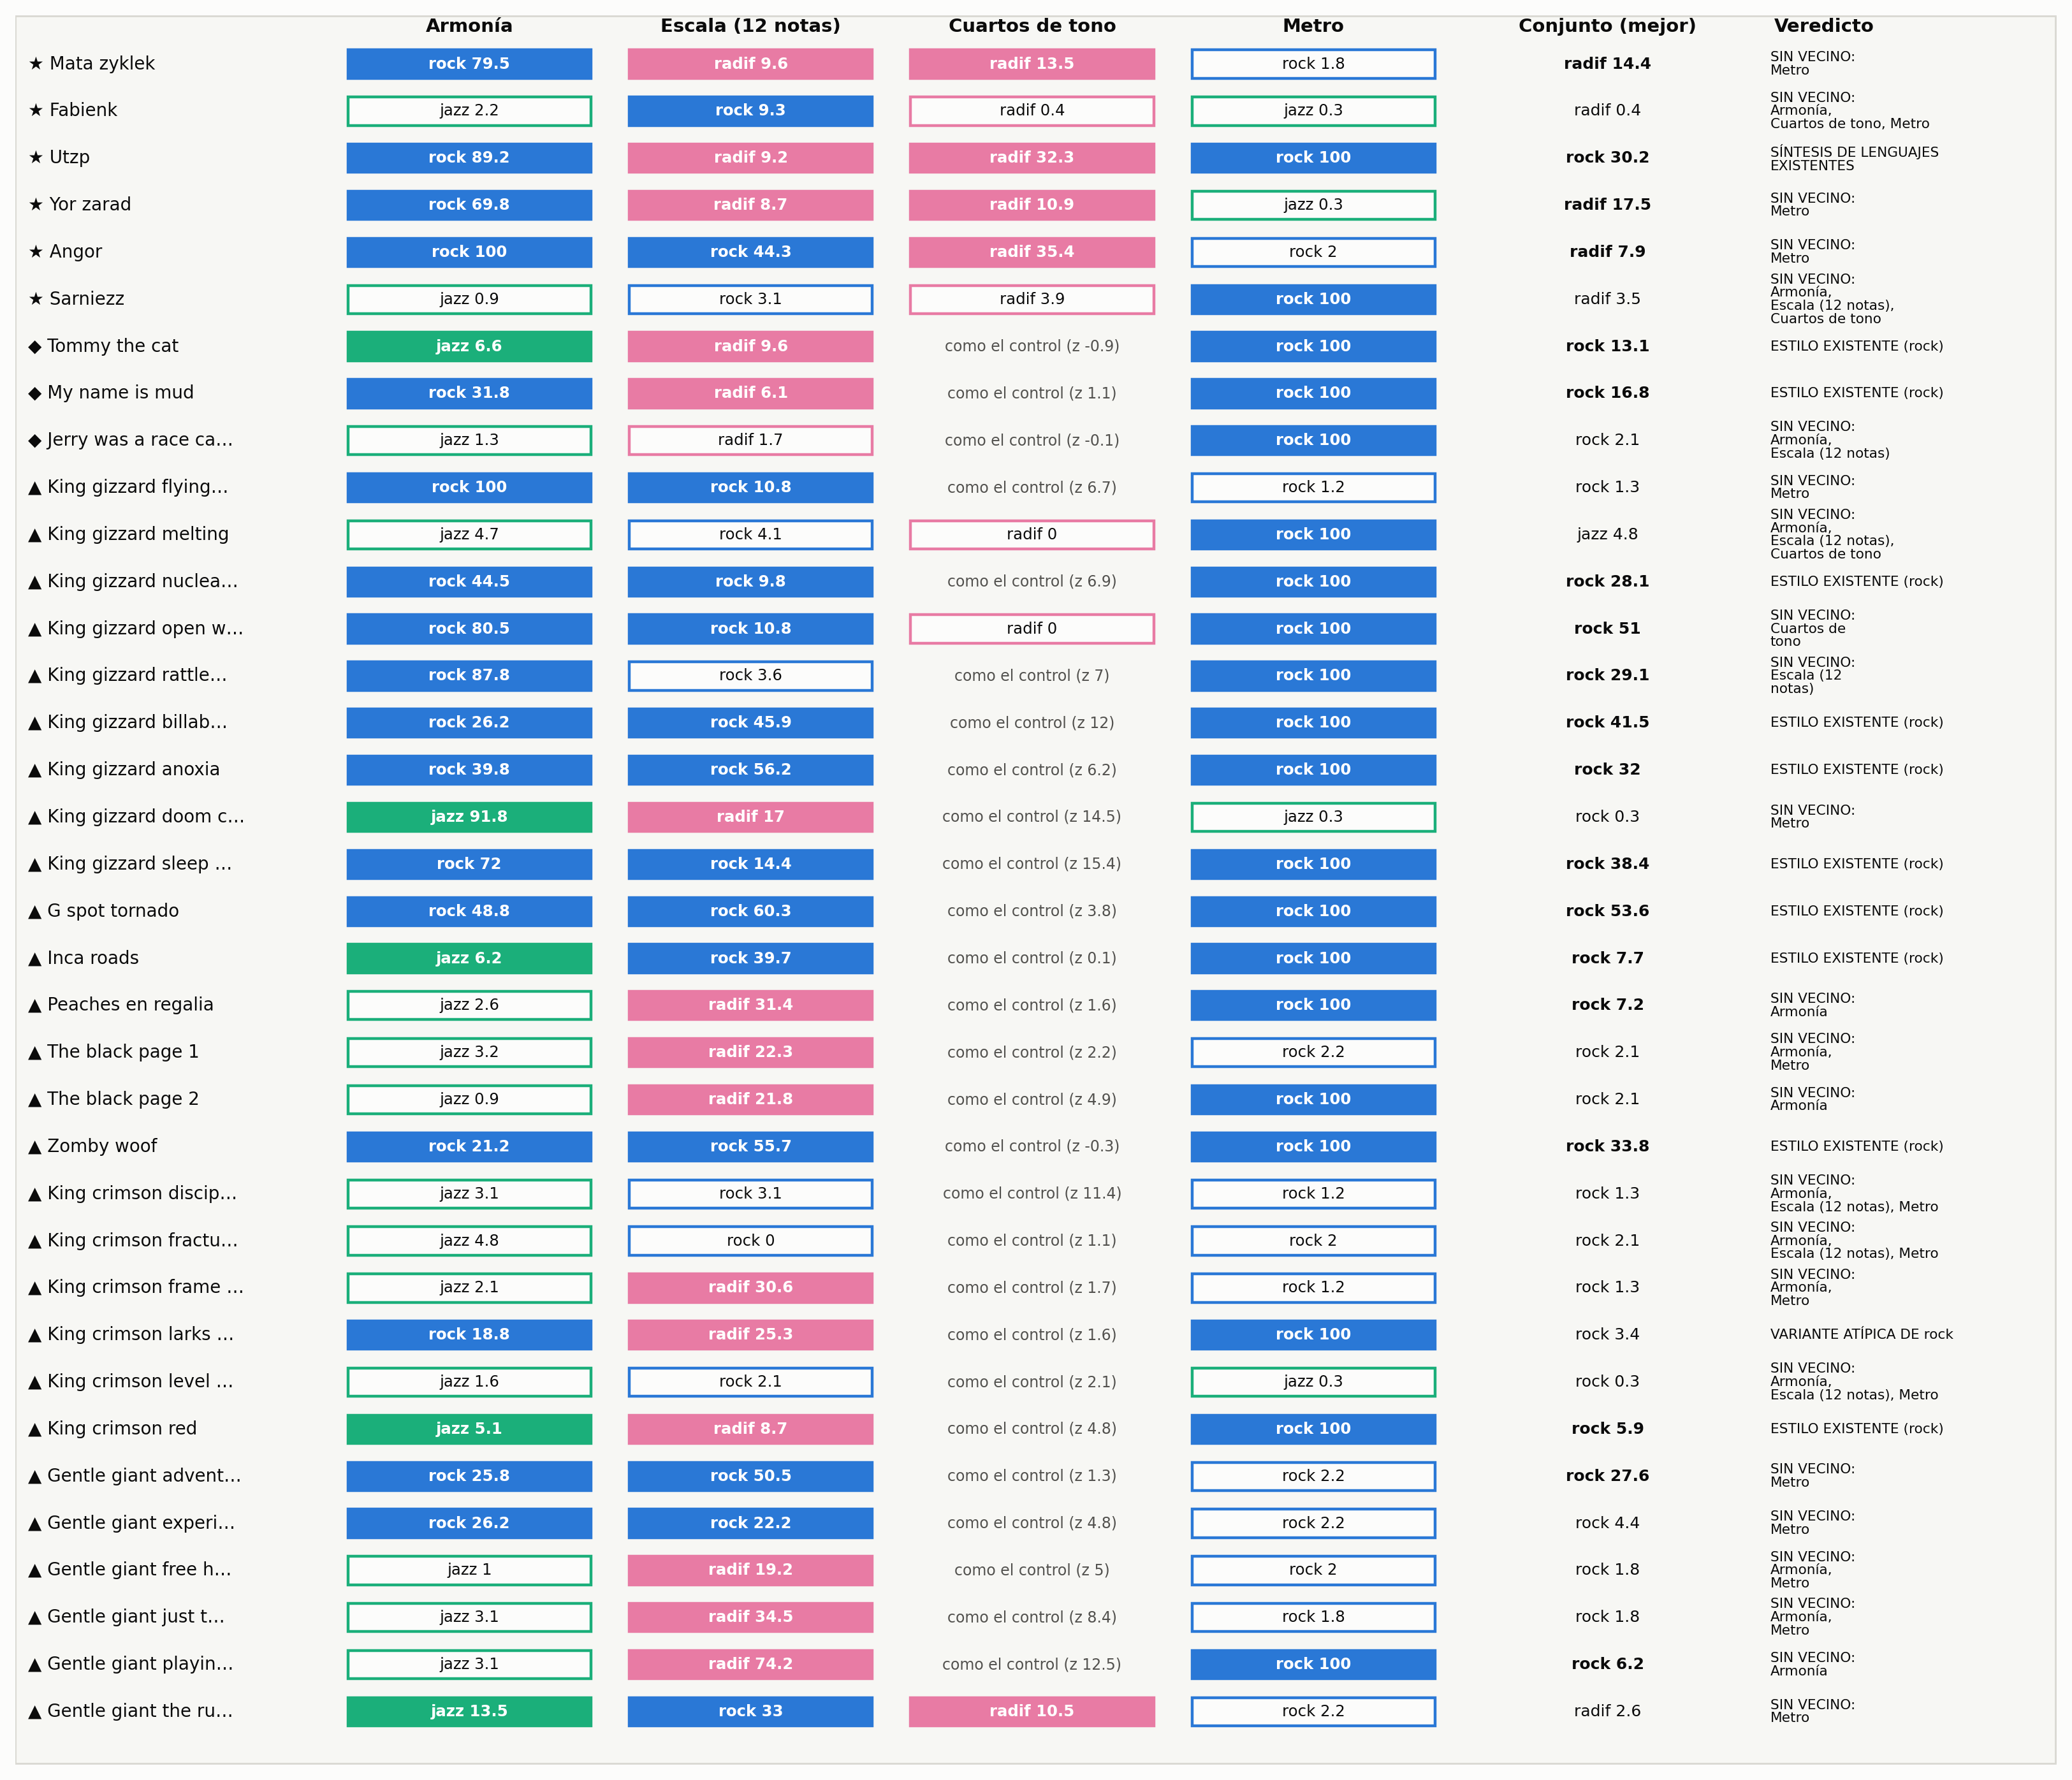 Armonía Escala (12 notas) Cuartos de tono Metro Conjunto (mejor) Veredicto
★ Mata zyklek rock 79.5 radif 9.6 radif 13.5 rock 1.8 radif 14.4 SIN VECINO:
Metro
★ Fabienk jazz 2.2 rock 9.3 radif 0.4 jazz 0.3 radif 0.4 SIN VECINO:
Armonía,
Cuartos de tono, Metro
★ Utzp rock 89.2 radif 9.2 radif 32.3 rock 100 rock 30.2 SÍNTESIS DE LENGUAJES
EXISTENTES
★ Yor zarad rock 69.8 radif 8.7 radif 10.9 jazz 0.3 radif 17.5 SIN VECINO:
Metro
★ Angor rock 100 rock 44.3 radif 35.4 rock 2 radif 7.9 SIN VECINO:
Metro
★ Sarniezz jazz 0.9 rock 3.1 radif 3.9 rock 100 radif 3.5 SIN VECINO:
Armonía,
Escala (12 notas),
Cuartos de tono
◆ Tommy the cat jazz 6.6 radif 9.6 como el control (z -0.9) rock 100 rock 13.1 ESTILO EXISTENTE (rock)
◆ My name is mud rock 31.8 radif 6.1 como el control (z 1.1) rock 100 rock 16.8 ESTILO EXISTENTE (rock)
◆ Jerry was a race ca… jazz 1.3 radif 1.7 como el control (z -0.1) rock 100 rock 2.1 SIN VECINO:
Armonía,
Escala (12 notas)
▲ King gizzard flying… rock 100 rock 10.8 como el control (z 6.7) rock 1.2 rock 1.3 SIN VECINO:
Metro
▲ King gizzard melting jazz 4.7 rock 4.1 radif 0 rock 100 jazz 4.8 SIN VECINO:
Armonía,
Escala (12 notas),
Cuartos de tono
▲ King gizzard nuclea… rock 44.5 rock 9.8 como el control (z 6.9) rock 100 rock 28.1 ESTILO EXISTENTE (rock)
▲ King gizzard open w… rock 80.5 rock 10.8 radif 0 rock 100 rock 51 SIN VECINO:
Cuartos de
tono
▲ King gizzard rattle… rock 87.8 rock 3.6 como el control (z 7) rock 100 rock 29.1 SIN VECINO:
Escala (12
notas)
▲ King gizzard billab… rock 26.2 rock 45.9 como el control (z 12) rock 100 rock 41.5 ESTILO EXISTENTE (rock)
▲ King gizzard anoxia rock 39.8 rock 56.2 como el control (z 6.2) rock 100 rock 32 ESTILO EXISTENTE (rock)
▲ King gizzard doom c… jazz 91.8 radif 17 como el control (z 14.5) jazz 0.3 rock 0.3 SIN VECINO:
Metro
▲ King gizzard sleep … rock 72 rock 14.4 como el control (z 15.4) rock 100 rock 38.4 ESTILO EXISTENTE (rock)
▲ G spot tornado rock 48.8 rock 60.3 como el control (z 3.8) rock 100 rock 53.6 ESTILO EXISTENTE (rock)
▲ Inca roads jazz 6.2 rock 39.7 como el control (z 0.1) rock 100 rock 7.7 ESTILO EXISTENTE (rock)
▲ Peaches en regalia jazz 2.6 radif 31.4 como el control (z 1.6) rock 100 rock 7.2 SIN VECINO:
Armonía
▲ The black page 1 jazz 3.2 radif 22.3 como el control (z 2.2) rock 2.2 rock 2.1 SIN VECINO:
Armonía,
Metro
▲ The black page 2 jazz 0.9 radif 21.8 como el control (z 4.9) rock 100 rock 2.1 SIN VECINO:
Armonía
▲ Zomby woof rock 21.2 rock 55.7 como el control (z -0.3) rock 100 rock 33.8 ESTILO EXISTENTE (rock)
▲ King crimson discip… jazz 3.1 rock 3.1 como el control (z 11.4) rock 1.2 rock 1.3 SIN VECINO:
Armonía,
Escala (12 notas), Metro
▲ King crimson fractu… jazz 4.8 rock 0 como el control (z 1.1) rock 2 rock 2.1 SIN VECINO:
Armonía,
Escala (12 notas), Metro
▲ King crimson frame … jazz 2.1 radif 30.6 como el control (z 1.7) rock 1.2 rock 1.3 SIN VECINO:
Armonía,
Metro
▲ King crimson larks … rock 18.8 radif 25.3 como el control (z 1.6) rock 100 rock 3.4 VARIANTE ATÍPICA DE rock
▲ King crimson level … jazz 1.6 rock 2.1 como el control (z 2.1) jazz 0.3 rock 0.3 SIN VECINO:
Armonía,
Escala (12 notas), Metro
▲ King crimson red jazz 5.1 radif 8.7 como el control (z 4.8) rock 100 rock 5.9 ESTILO EXISTENTE (rock)
▲ Gentle giant advent… rock 25.8 rock 50.5 como el control (z 1.3) rock 2.2 rock 27.6 SIN VECINO:
Metro
▲ Gentle giant experi… rock 26.2 rock 22.2 como el control (z 4.8) rock 2.2 rock 4.4 SIN VECINO:
Metro
▲ Gentle giant free h… jazz 1 radif 19.2 como el control (z 5) rock 2 rock 1.8 SIN VECINO:
Armonía,
Metro
▲ Gentle giant just t… jazz 3.1 radif 34.5 como el control (z 8.4) rock 1.8 rock 1.8 SIN VECINO:
Armonía,
Metro
▲ Gentle giant playin… jazz 3.1 radif 74.2 como el control (z 12.5) rock 100 rock 6.2 SIN VECINO:
Armonía
▲ Gentle giant the ru… jazz 13.5 rock 33 radif 10.5 rock 2.2 radif 2.6 SIN VECINO:
Metro